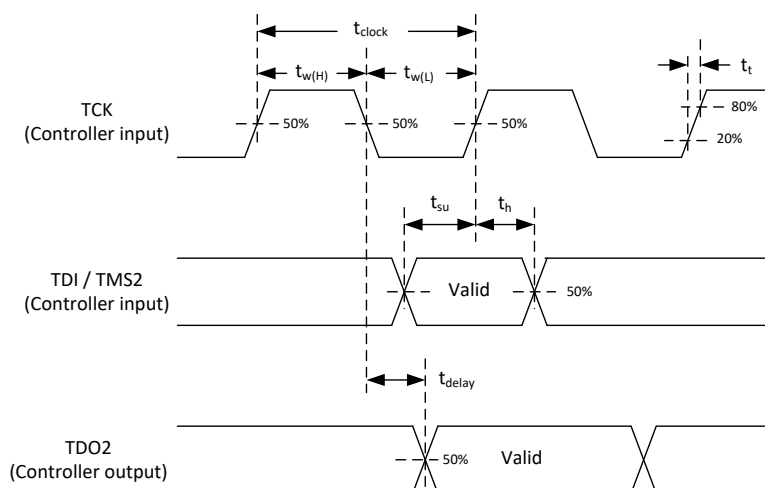 tclock
tw(H)
tw(L)
tt
TCK
(Controller input)
50%
50%
50%
80%
20%
tsu
th
TDI / TMS2
(Controller input)
Valid
50%
tdelay
TDO2
(Controller output)
50%
Valid